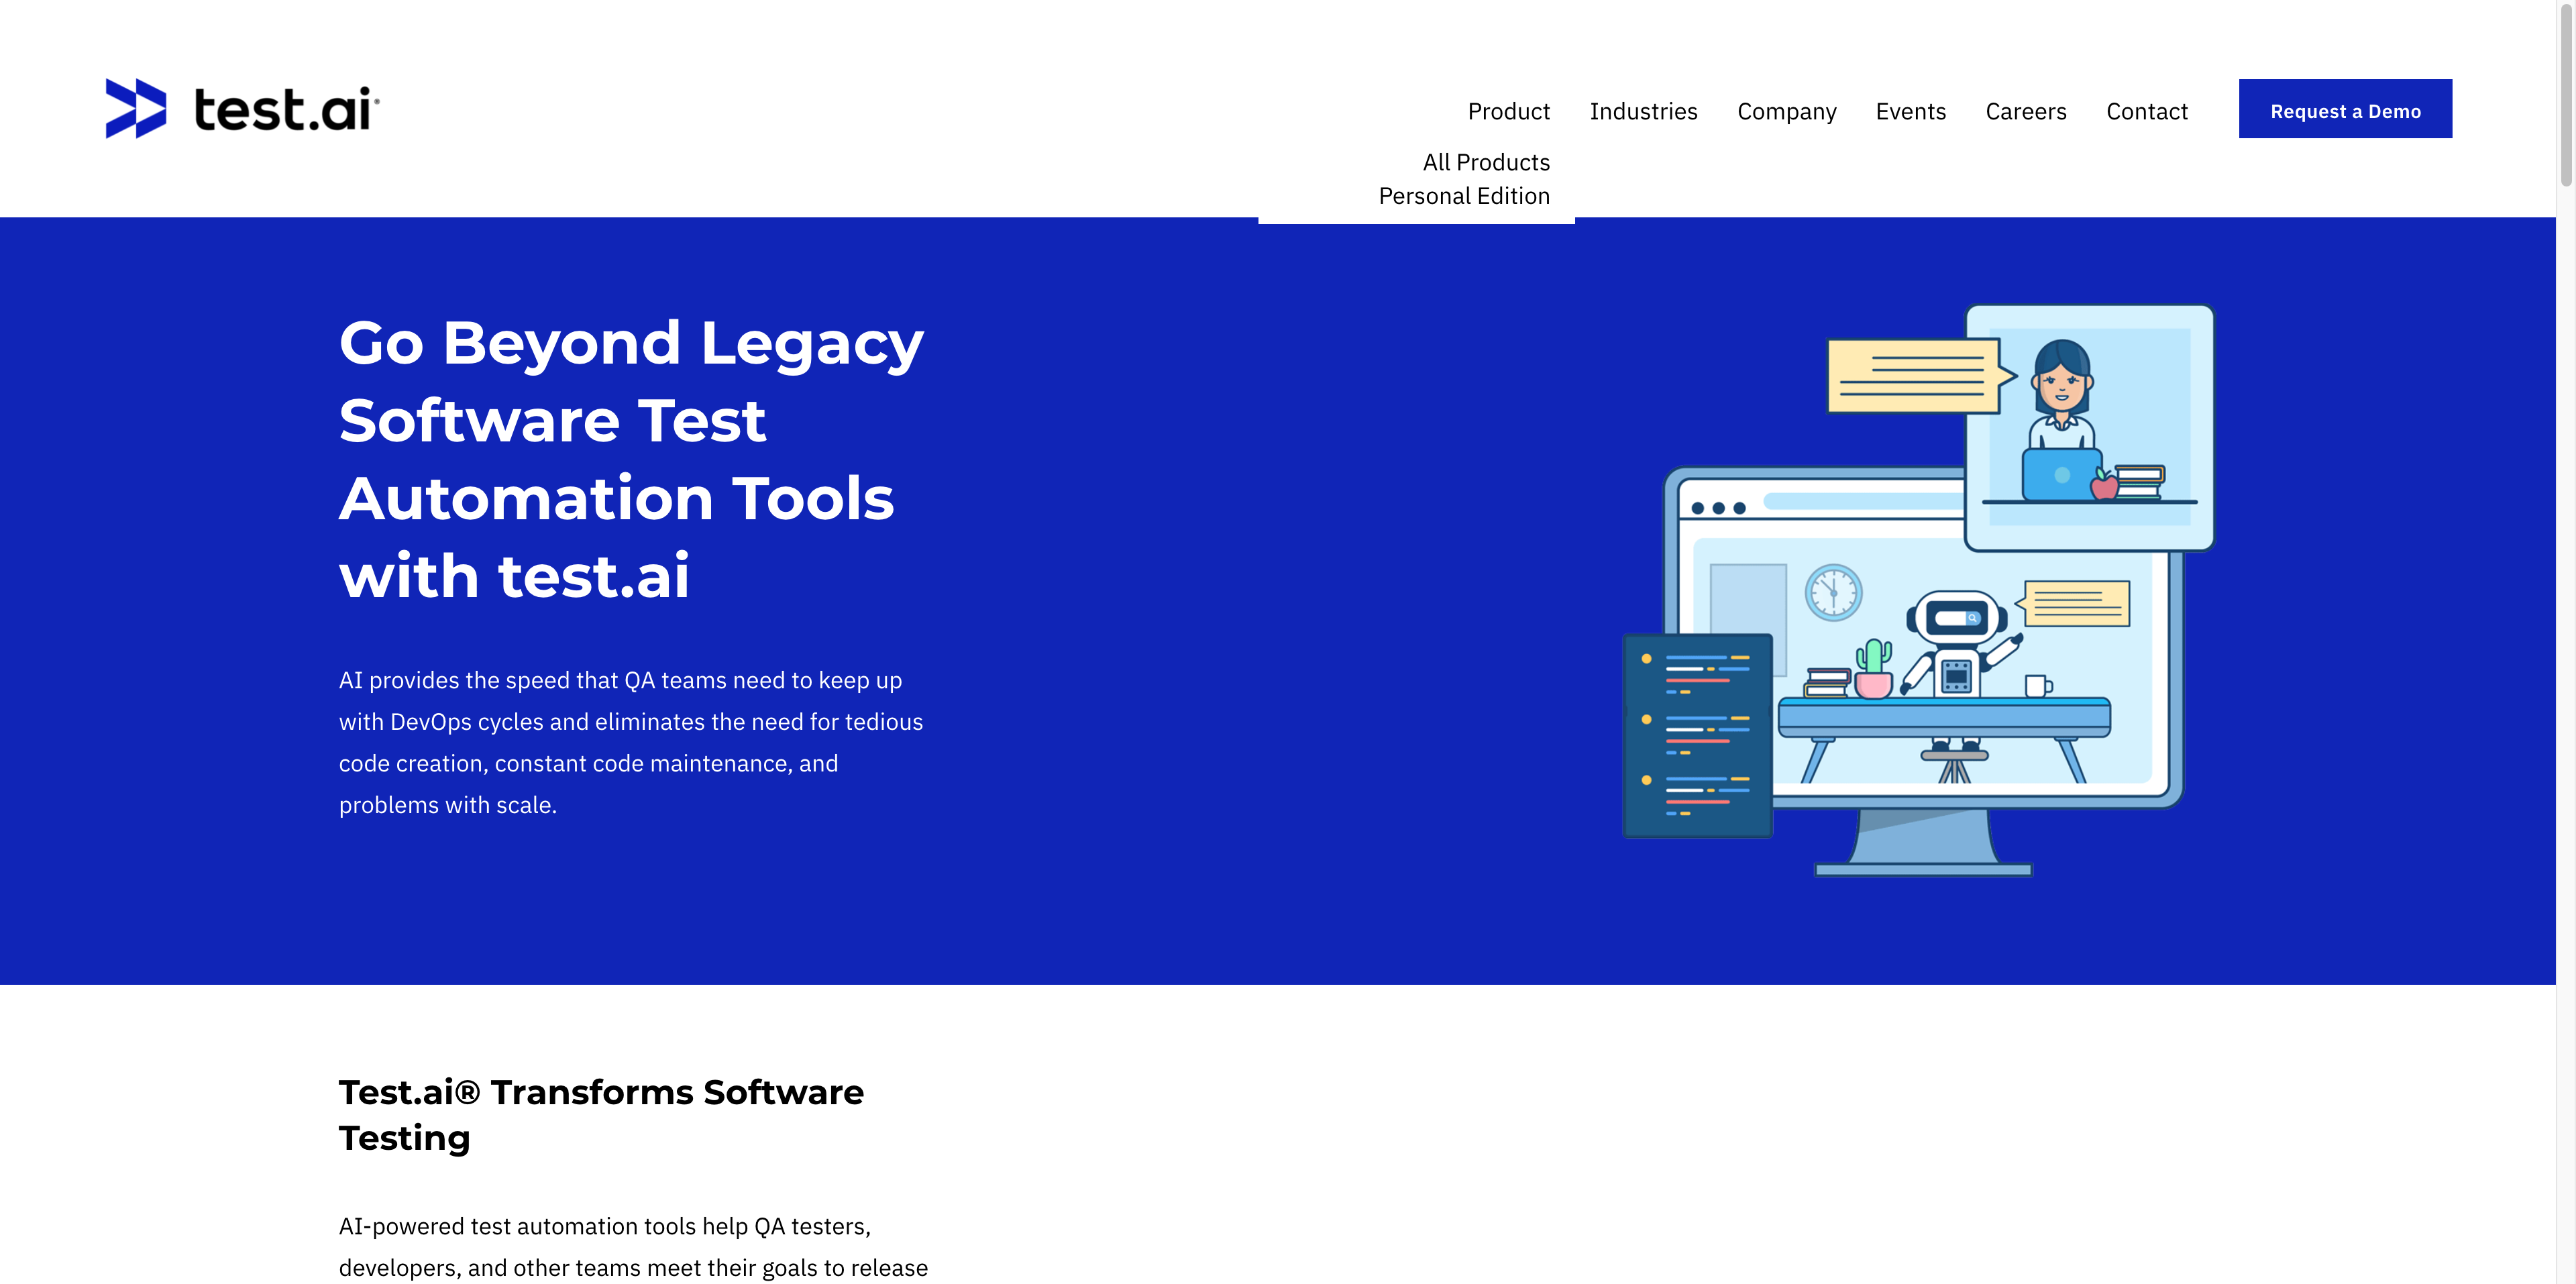 test.ai®
Product Industries Company Events Careers Contact Request a Demo
All Products
Personal Edition
Go Beyond Legacy
Software Test
Automation Tools
with test.ai
AI provides the speed that QA teams need to keep up
with DevOps cycles and eliminates the need for tedious
code creation, constant code maintenance, and
problems with scale.
Test.ai® Transforms Software
Testing
AI-powered test automation tools help QA testers,
developers, and other teams meet their goals to release